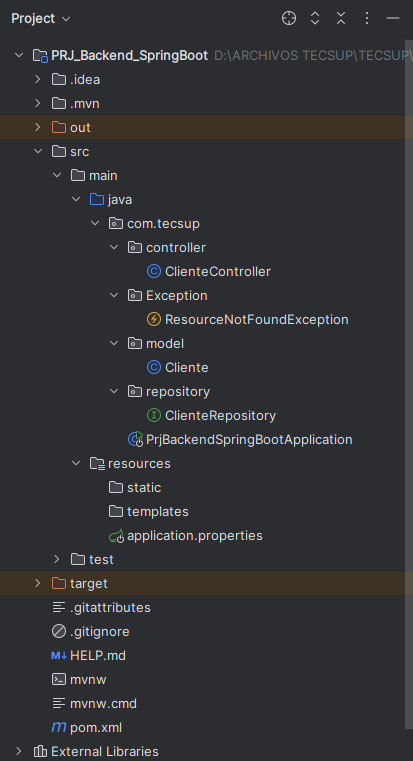 Project
PRJ_Backend_SpringBoot D:\ARCHIVOS TECSUP\TECSUP\
.idea
.mvn
out
src
main
java
com.tecsup
controller
ClienteController
Exception
ResourceNotFoundException
model
Cliente
repository
ClienteRepository
PrjBackendSpringBootApplication
resources
static
templates
application.properties
test
target
.gitattributes
.gitignore
HELP.md
mvnw
mvnw.cmd
pom.xml
External Libraries